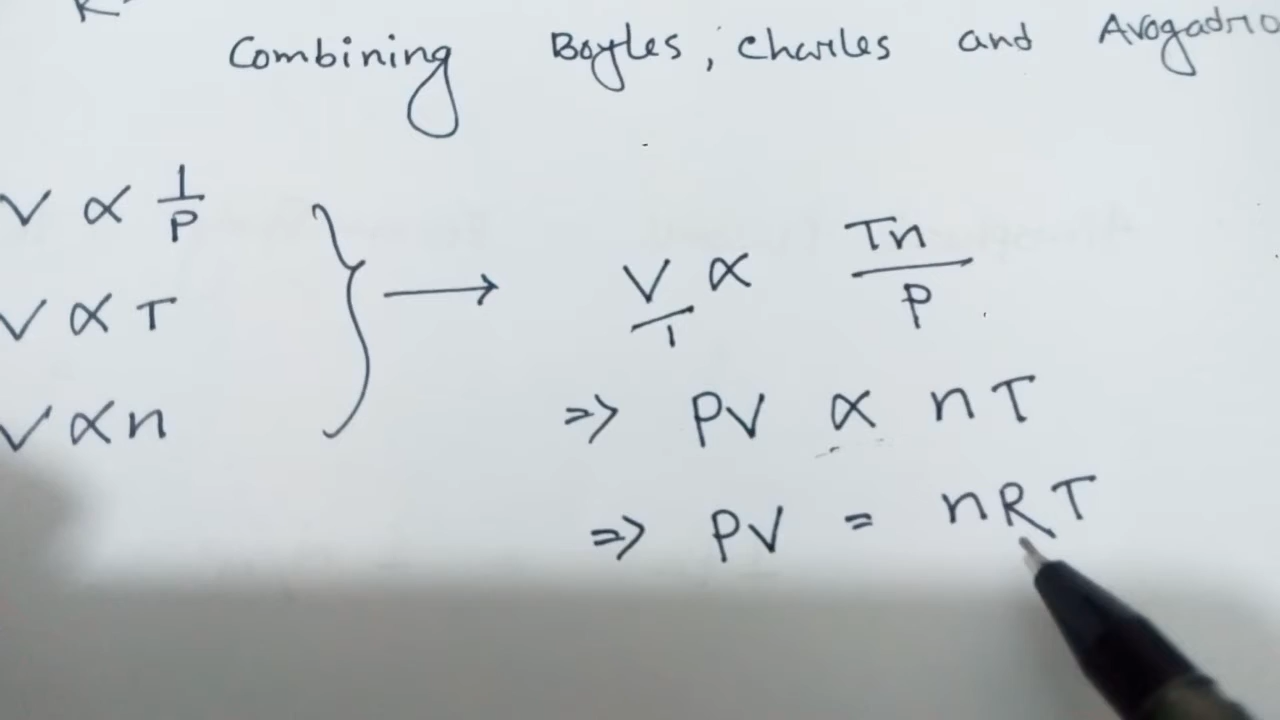 Combining Boyles, Charles and Avogadro
V ∝ 1/P
V ∝ T
V ∝ n
→
V/1 ∝ Tn/P
=> PV ∝ nT
=> PV = nRT